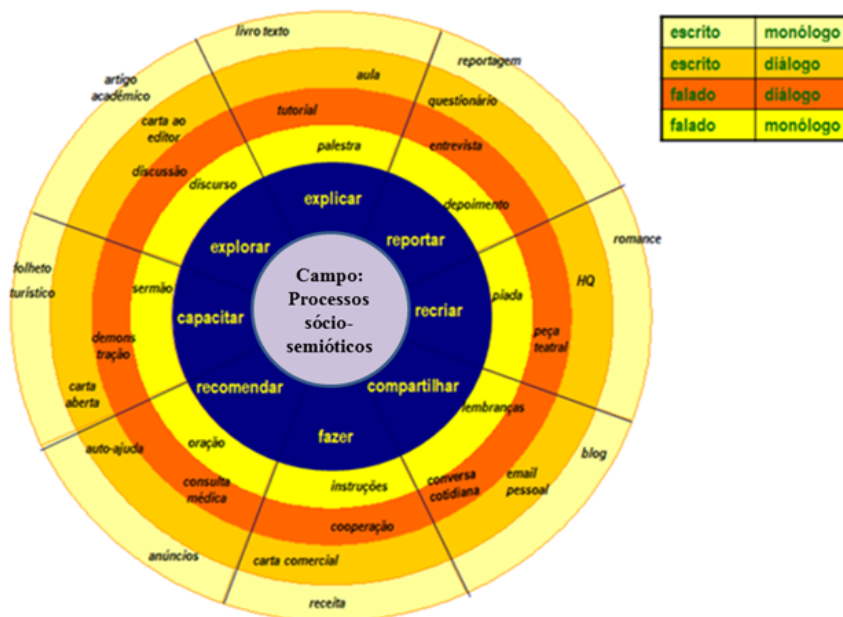 escrito monólogo
escrito diálogo
falado diálogo
falado monólogo
livro texto
reportagem
artigo
acadêmico
aula
questionário
carta ao
editor
tutorial
entrevista
discussão
discurso
palestra
depoimento
explicar
explorar
reportar
romance
folheto
turístico
sermão
capacitar
Campo:
Processos
sócio-
semióticos
recriar
piada
HQ
peça
teatral
demons
tração
recomendar
compartilhar
carta
aberta
lembranças
fazer
auto-ajuda
oração
blog
consulta
médica
instruções
conversa
cotidiana
email
pessoal
cooperação
anúncios
carta comercial
receita